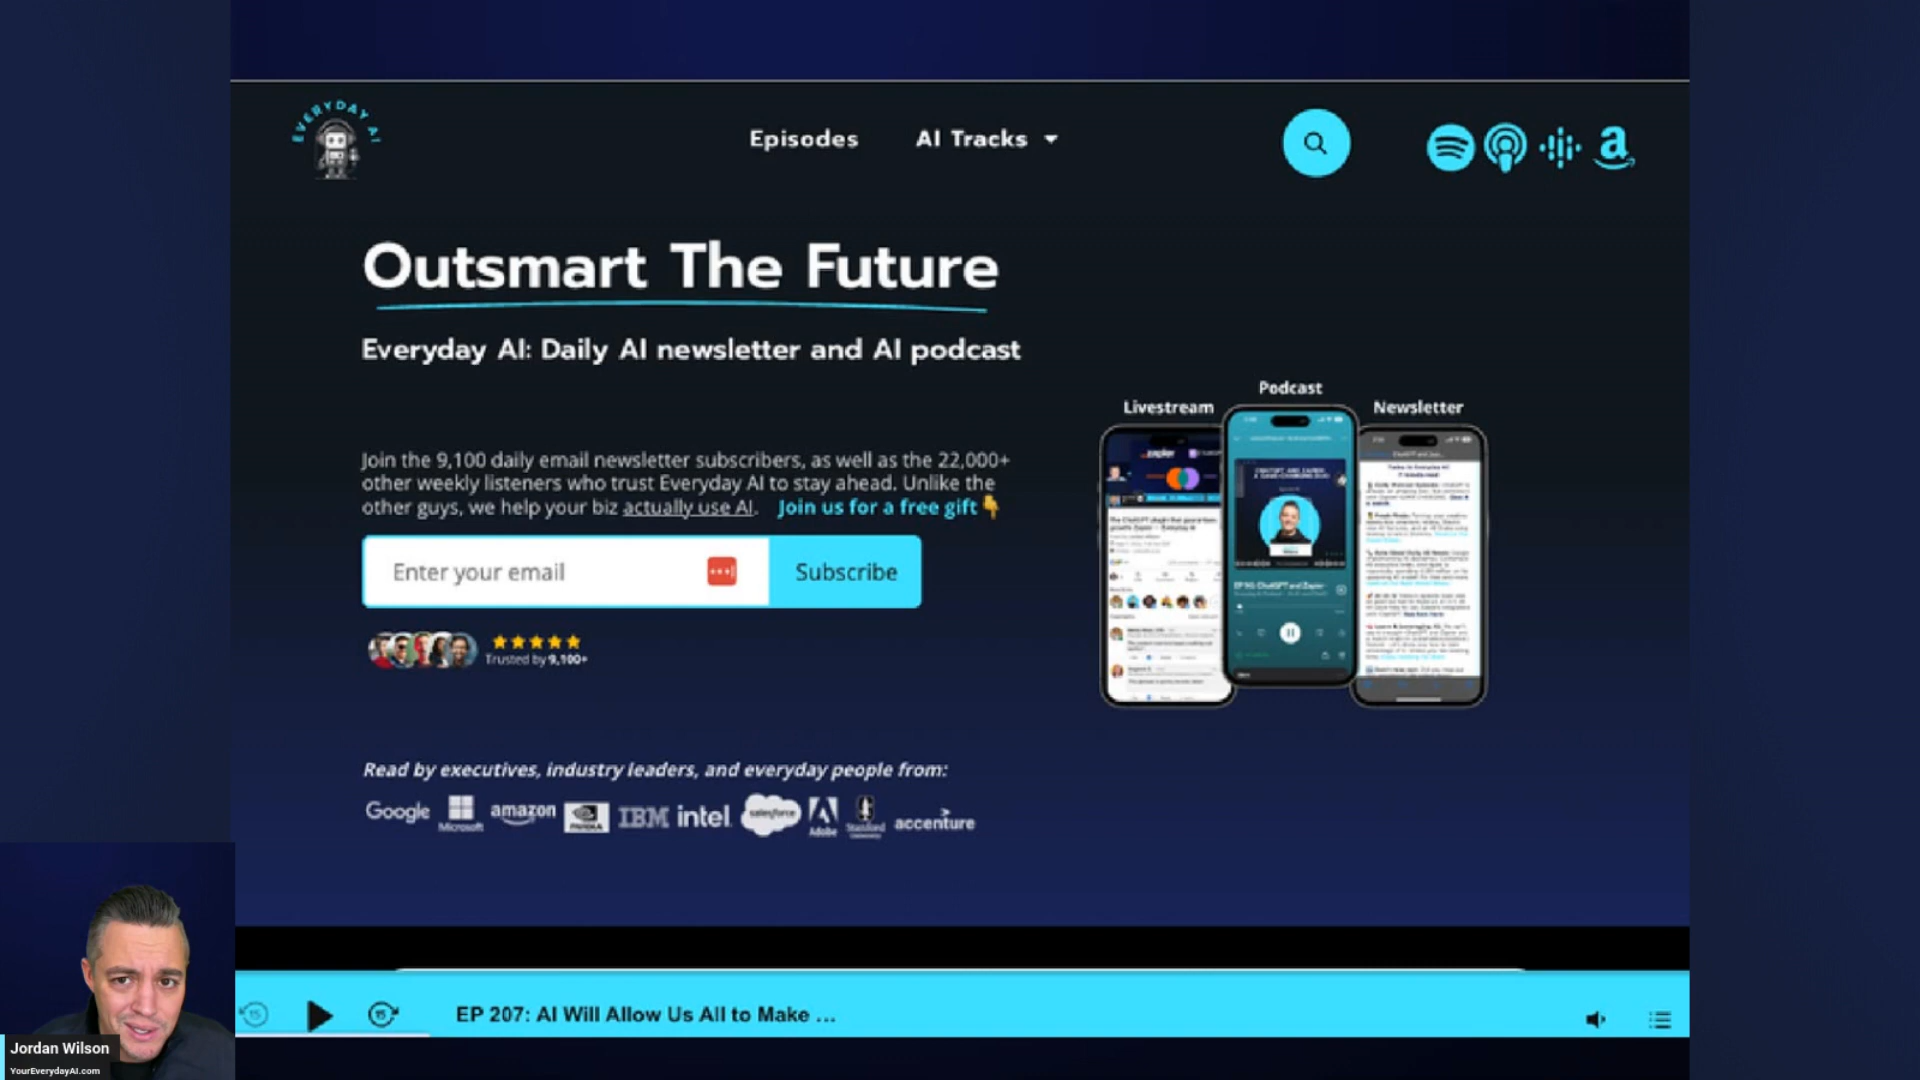 EVERYDAY AI
Episodes
AI Tracks
Outsmart The Future
Everyday AI: Daily AI newsletter and AI podcast
Join the 9,100 daily email newsletter subscribers, as well as the 22,000+
other weekly listeners who trust Everyday AI to stay ahead. Unlike the
other guys, we help your biz actually use AI. Join us for a free gift
Enter your email
Subscribe
Trusted by 9,100+
Livestream
Podcast
Newsletter
zapier
Read by executives, industry leaders, and everyday people from:
Google Microsoft amazon NVIDIA IBM intel salesforce Adobe Stanford accenture
15
15
EP 207: AI Will Allow Us All to Make ...
Jordan Wilson
YourEverydayAI.com